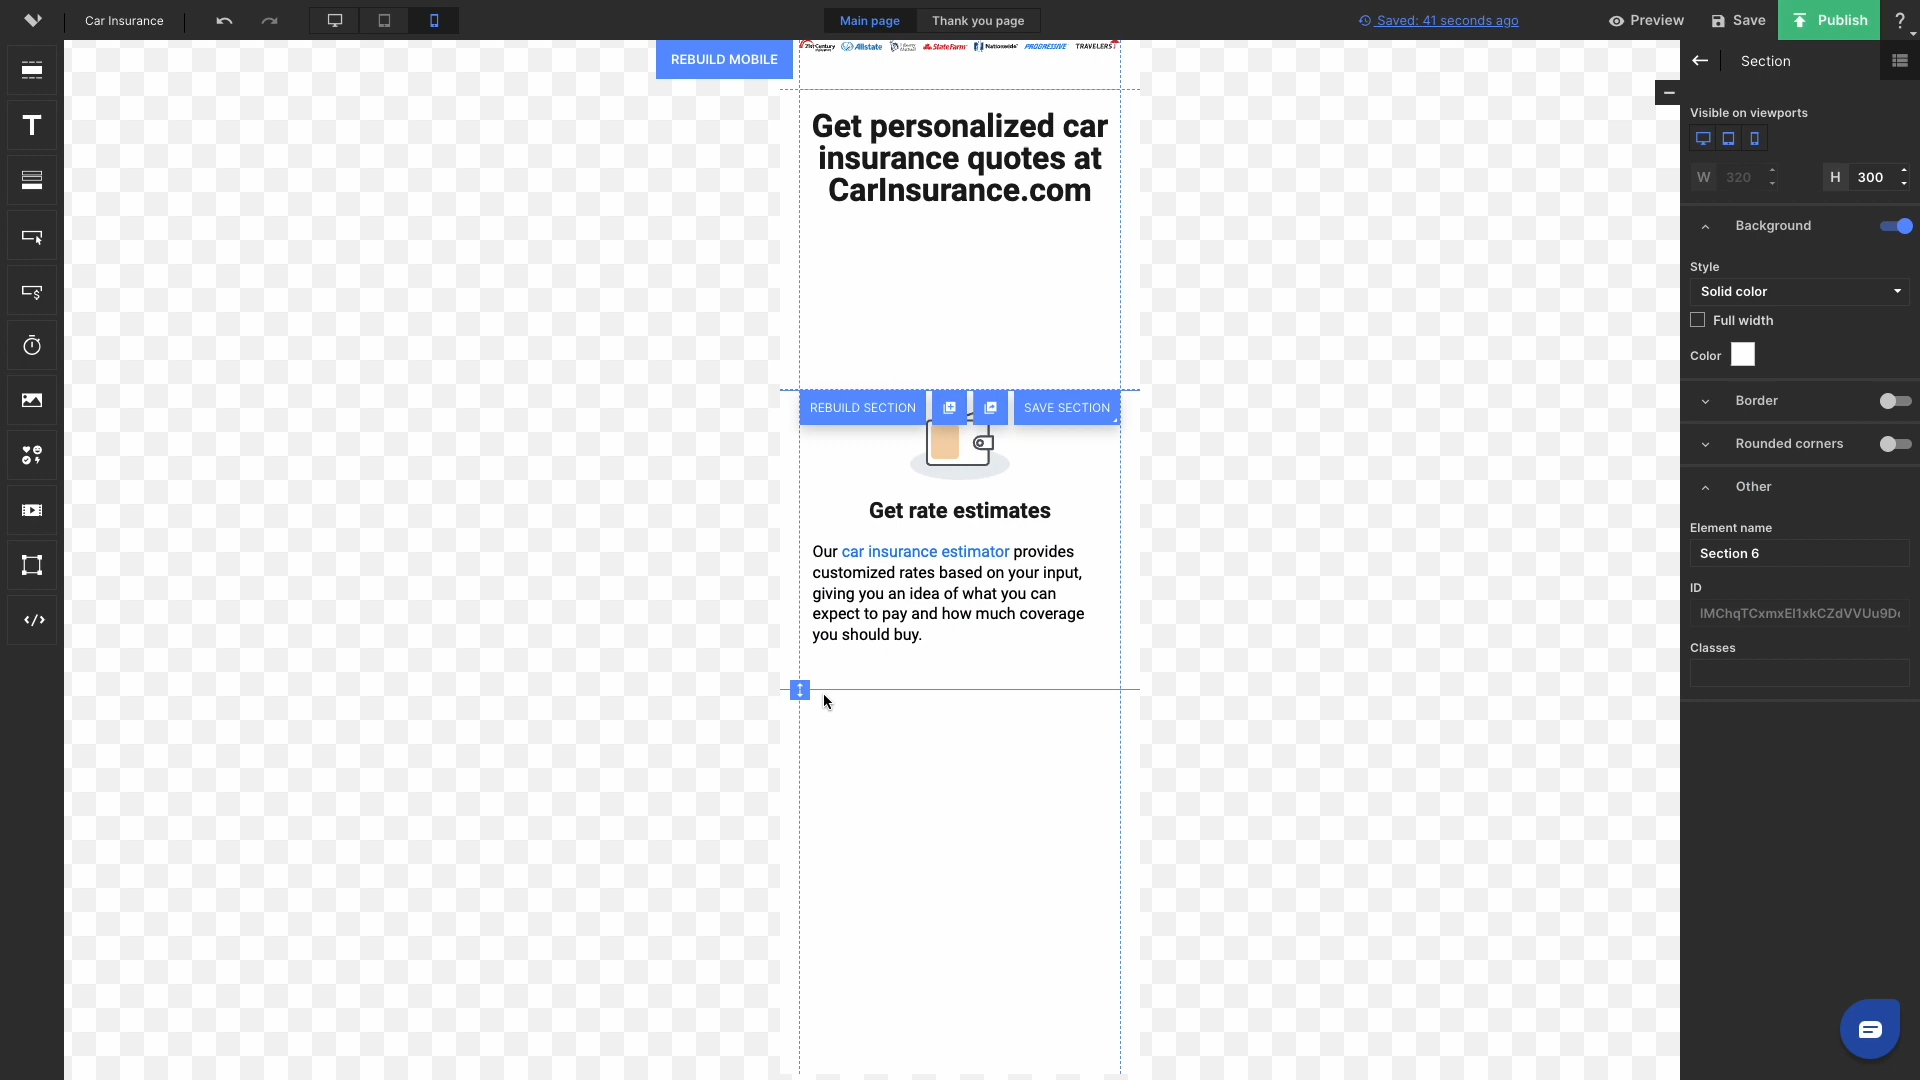 Car Insurance
Main page
Thank you page
Saved: 41 seconds ago
Preview
Save
Publish
?
REBUILD MOBILE
21st Century
Allstate
StateFarm
Nationwide
PROGRESSIVE
TRAVELERS
Get personalized car
insurance quotes at
CarInsurance.com
REBUILD SECTION
SAVE SECTION
Get rate estimates
Our car insurance estimator provides
customized rates based on your input,
giving you an idea of what you can
expect to pay and how much coverage
you should buy.
Section
Visible on viewports
W 320
H 300
Background
Style
Solid color
Full width
Color
Border
Rounded corners
Other
Element name
Section 6
ID
Classes